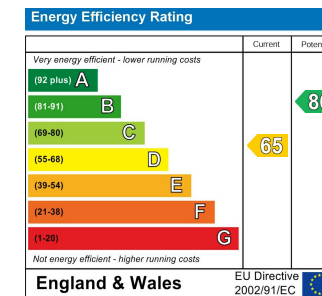 Energy Efficiency Rating
Current
Very energy efficient - lower running costs
(92 plus) A
(81-91) B
(69-80) C
(55-68) D
(39-54) E
(21-38) F
(1-20) G
65
Not energy efficient - higher running costs
England & Wales
EU Directive
2002/91/EC